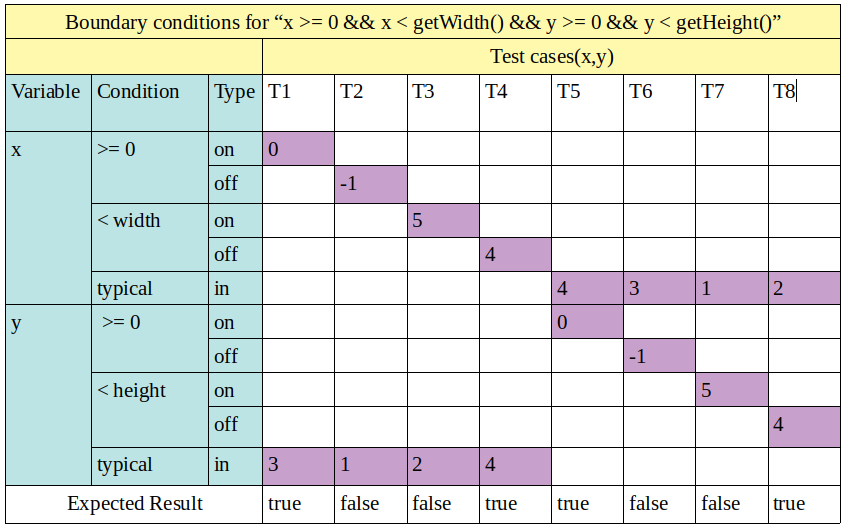 Boundary conditions for “x >= 0 && x < getWidth() && y >= 0 && y < getHeight()”
Test cases(x,y)
Variable Condition Type T1 T2 T3 T4 T5 T6 T7 T8
x >= 0 on 0
off -1
< width on 5
off 4
typical in 4 3 1 2
y >= 0 on 0
off -1
< height on 5
off 4
typical in 3 1 2 4
Expected Result true false false true true false false true